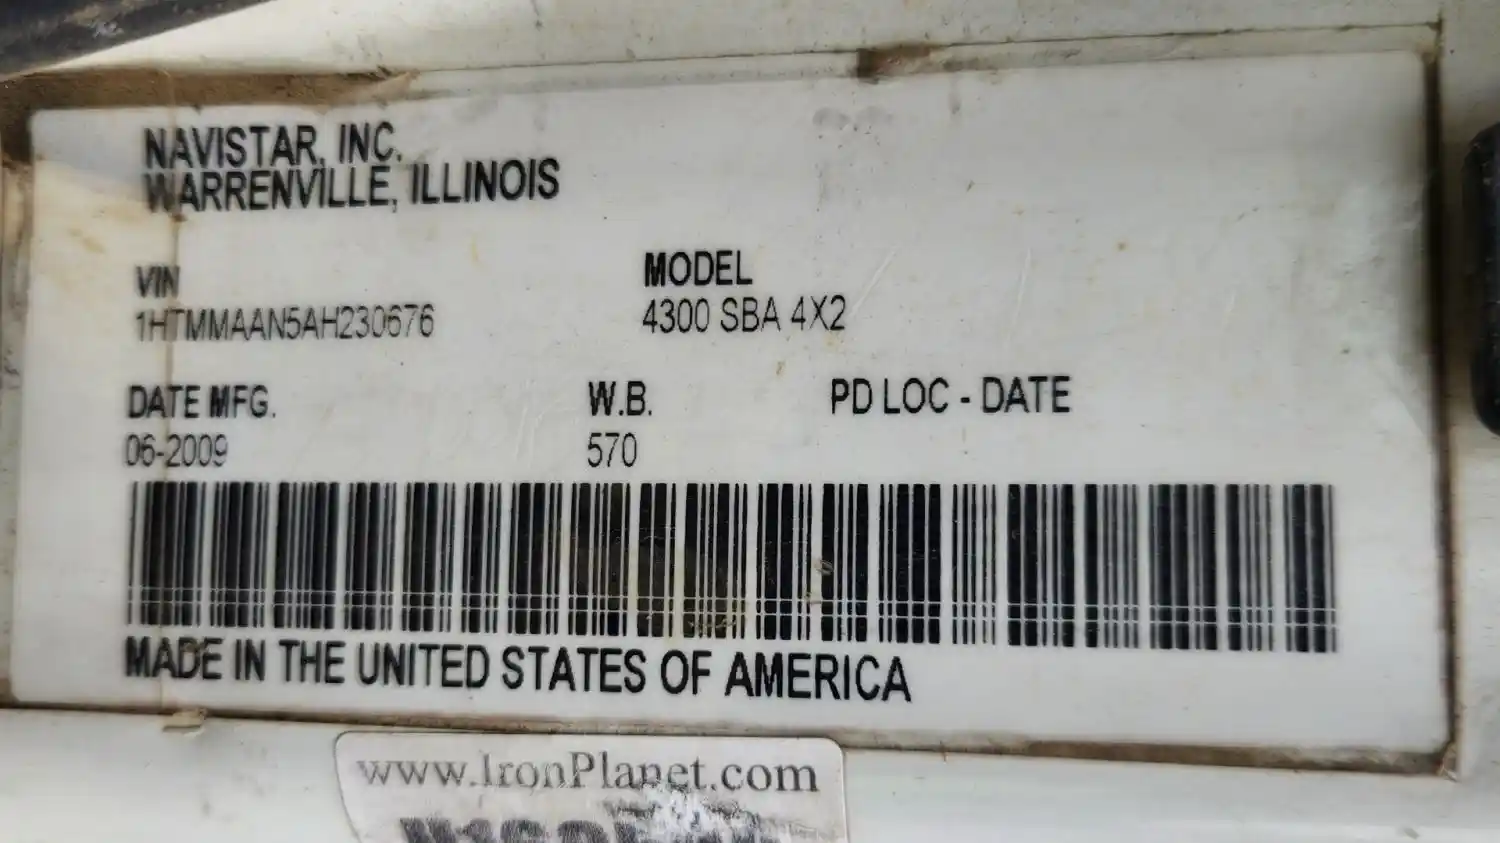 NAVISTAR, INC.
WARRENVILLE, ILLINOIS
VIN
1HTMMAAN5AH230676
MODEL
4300 SBA 4X2
DATE MFG.
06-2009
W.B.
570
PD LOC - DATE
MADE IN THE UNITED STATES OF AMERICA
www.IronPlanet.com